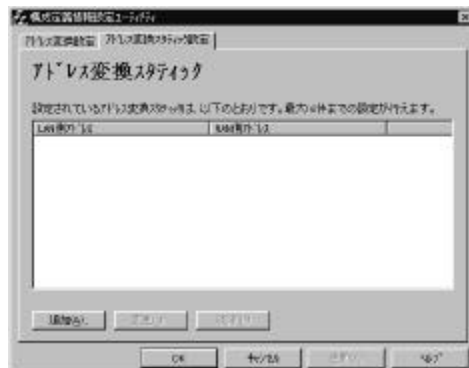 構成定義情報設定ユーティリティ
ｱﾄﾞﾚｽ変換設定 ｱﾄﾞﾚｽ変換ｽﾀﾃｨｯｸ設定
ｱﾄﾞﾚｽ変換ｽﾀﾃｨｯｸ
設定されているｱﾄﾞﾚｽ変換ｽﾀﾃｨｯｸは、以下のとおりです。最大 件までの設定が行えます。
LAN側ｱﾄﾞﾚｽ WAN側ｱﾄﾞﾚｽ
追加(A)...
OK ｷｬﾝｾﾙ ﾍﾙﾌﾟ